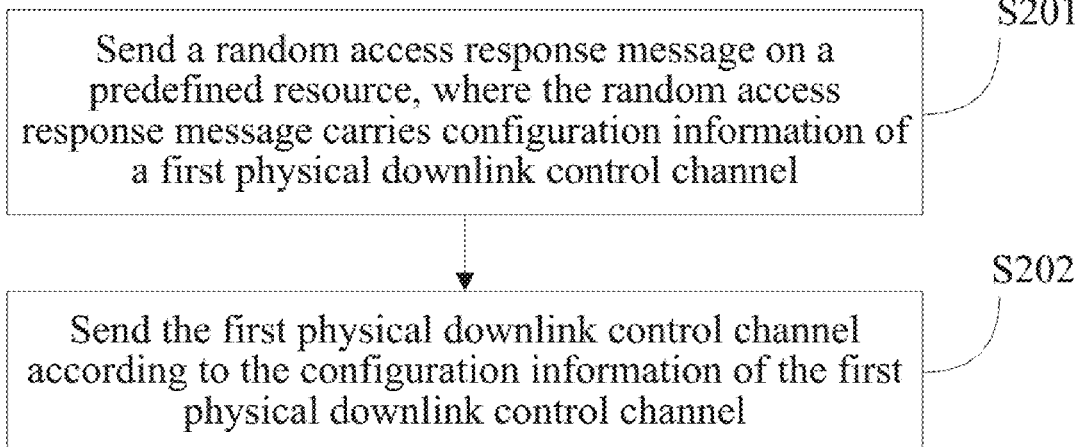 S201
Send a random access response message on a
predefined resource, where the random access
response message carries configuration information of
a first physical downlink control channel
S202
Send the first physical downlink control channel
according to the configuration information of the first
physical downlink control channel